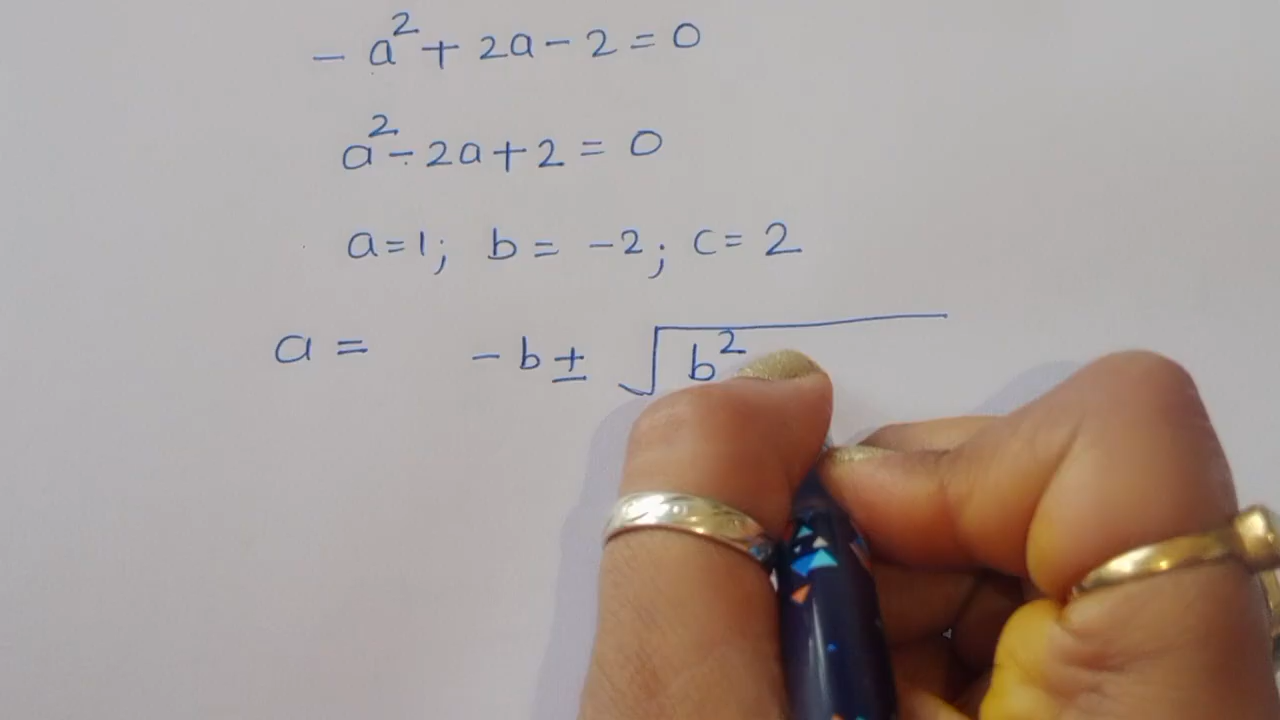 - a² + 2a - 2 = 0
a² - 2a + 2 = 0
a = 1; b = -2; c = 2
a = -b ± √b²